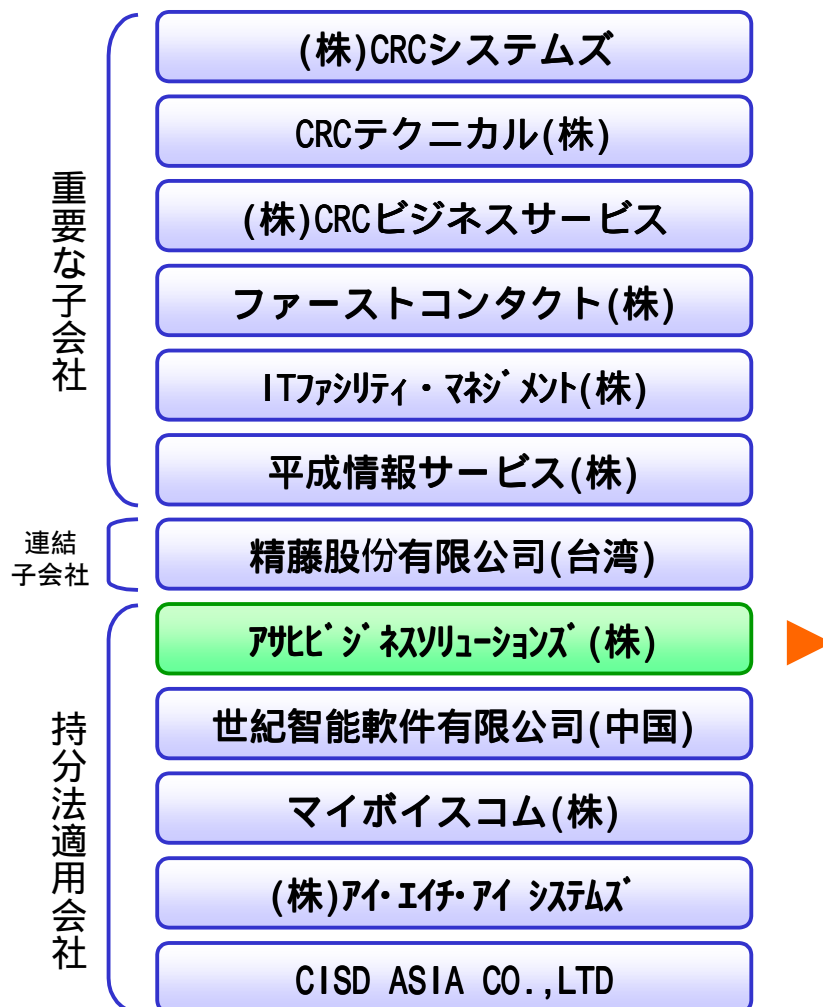 重要な子会社
(株)CRCシステムズ
CRCテクニカル(株)
(株)CRCビジネスサービス
ファーストコンタクト(株)
ITﾌｧｼﾘﾃｨ・ﾏﾈｼﾞﾒﾝﾄ(株)
平成情報サービス(株)
連結
子会社
精藤股份有限公司(台湾)
持分法適用会社
ｱｻﾋﾋﾞｼﾞﾈｽｿﾘｭｰｼｮﾝｽﾞ(株)
世紀智能軟件有限公司(中国)
マイボイスコム(株)
(株)ｱｲ･ｴｲﾁ･ｱｲ ｼｽﾃﾑｽﾞ
CISD ASIA CO.,LTD